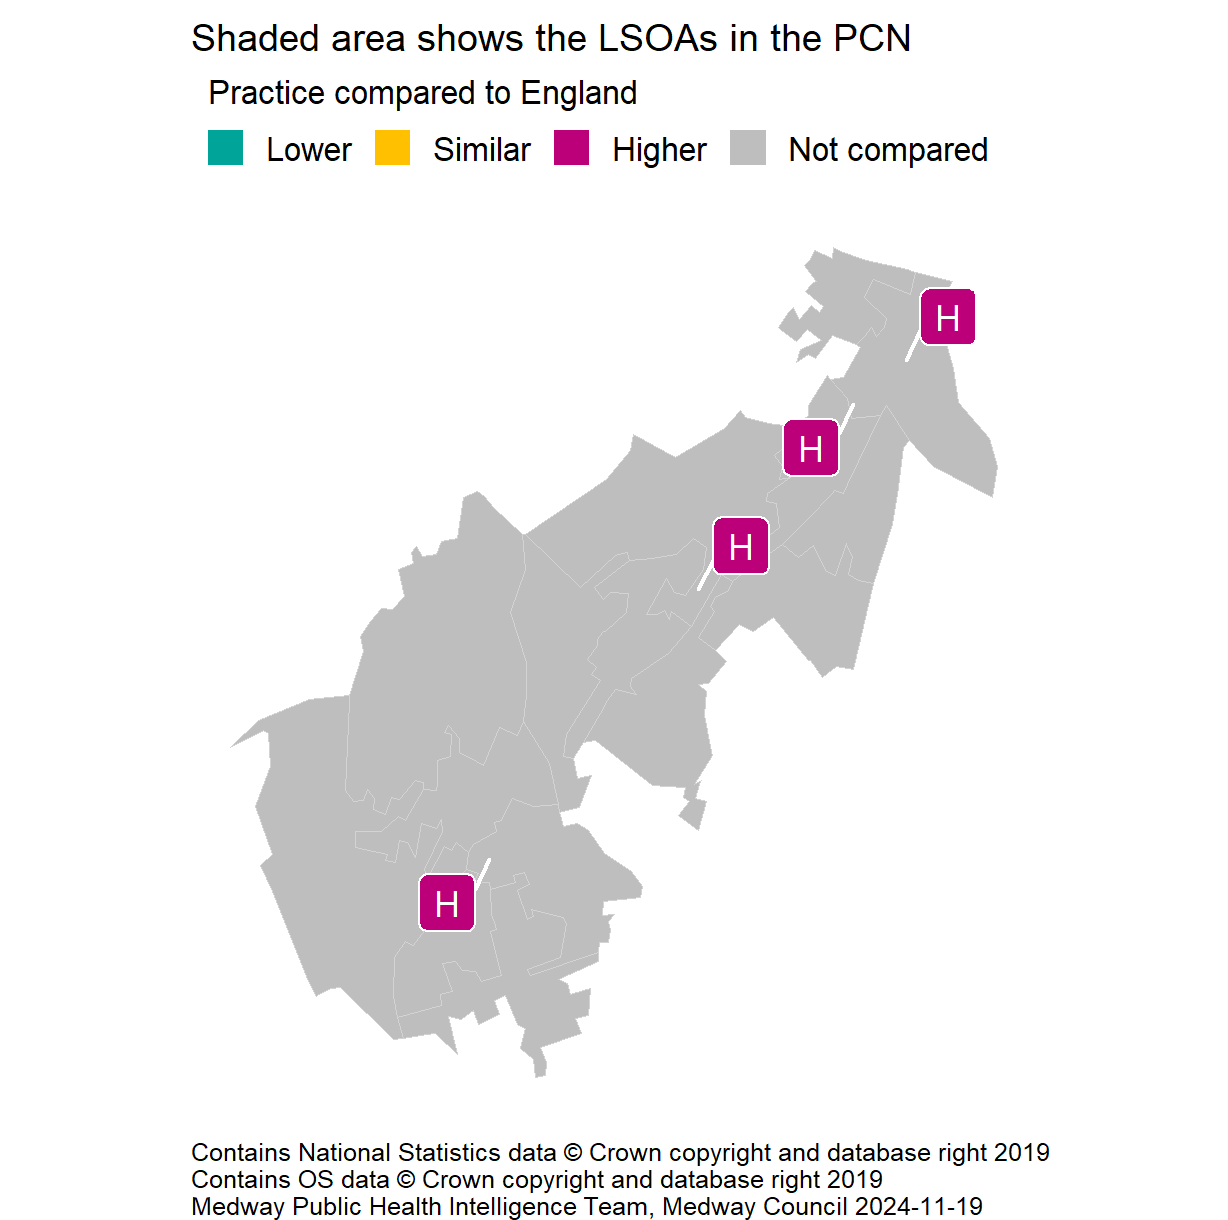 Shaded area shows the LSOAs in the PCN
Practice compared to England
Lower Similar Higher Not compared
H
H
H
H
Contains National Statistics data © Crown copyright and database right 2019
Contains OS data © Crown copyright and database right 2019
Medway Public Health Intelligence Team, Medway Council 2024-11-19